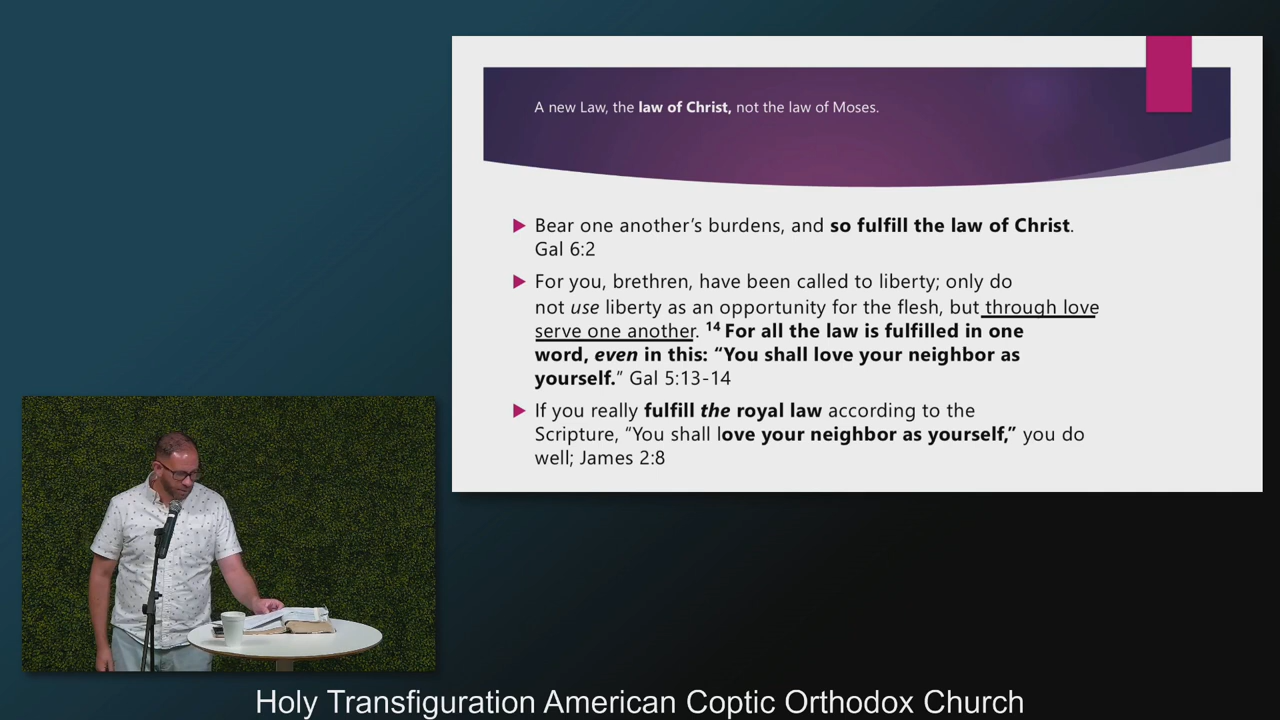 A new Law, the law of Christ, not the law of Moses.
Bear one another’s burdens, and so fulfill the law of Christ.
Gal 6:2
For you, brethren, have been called to liberty; only do
not use liberty as an opportunity for the flesh, but through love
serve one another. 14 For all the law is fulfilled in one
word, even in this: “You shall love your neighbor as
yourself.” Gal 5:13-14
If you really fulfill the royal law according to the
Scripture, “You shall love your neighbor as yourself,” you do
well; James 2:8
Holy Transfiguration American Coptic Orthodox Church